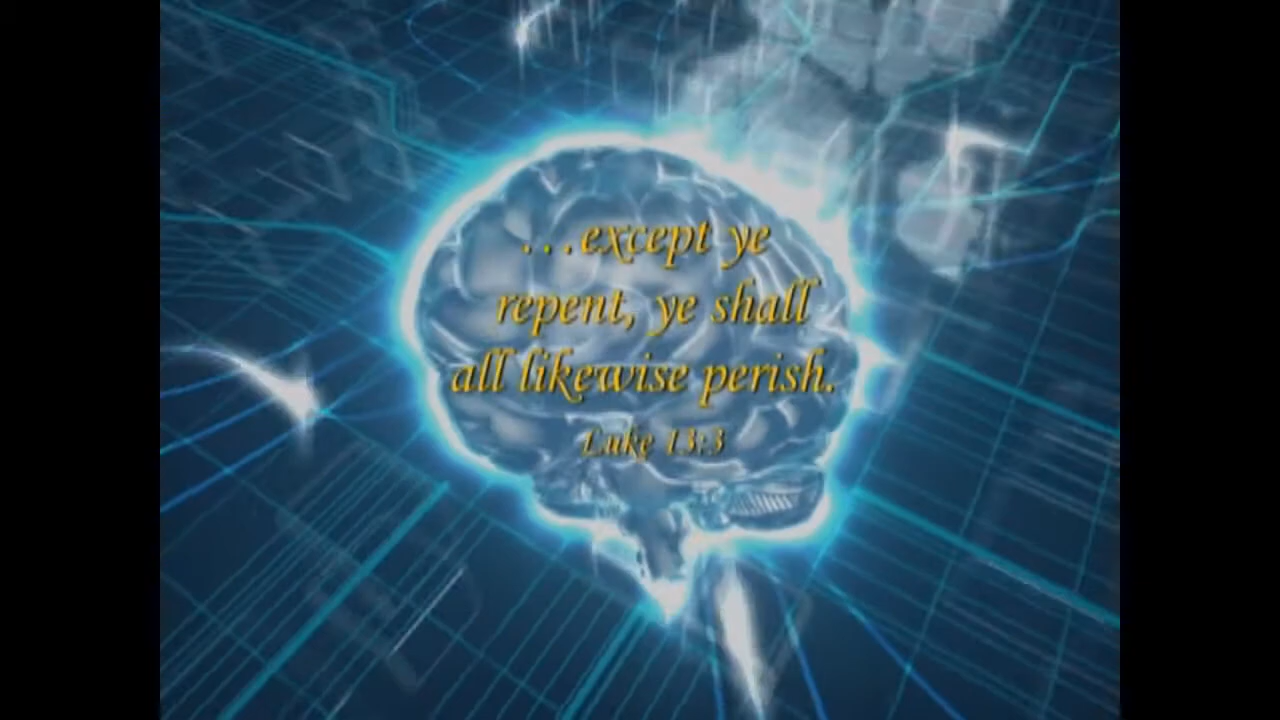 ...except ye
repent, ye shall
all likewise perish.
Luke 13:3